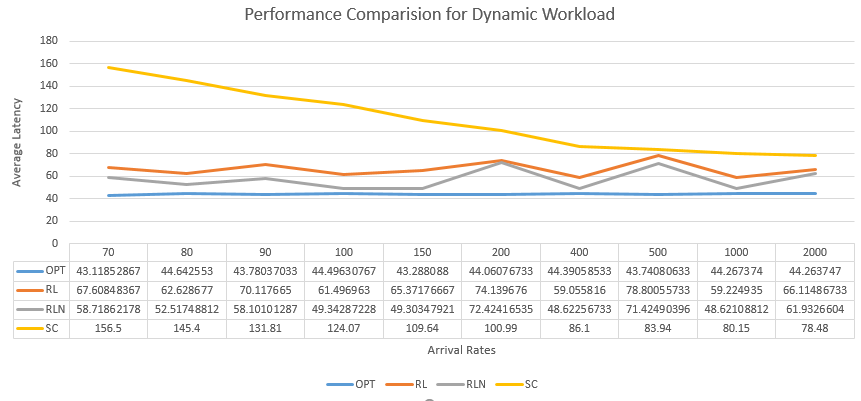 Performance Comparision for Dynamic Workload
180
160
140
120
100
80
60
40
20
0
Average Latency
70 80 90 100 150 200 400 500 1000 2000
OPT 43.11852867 44.642553 43.78037033 44.49630767 43.288088 44.06076733 44.39058533 43.74080633 44.267374 44.263747
RL 67.60848367 62.628677 70.117665 61.496963 65.37176667 74.139676 59.055816 78.80055733 59.224935 66.11486733
RLN 58.71862178 52.51748812 58.10101287 49.34287228 49.30347921 72.42416535 48.62256733 71.42490396 48.62108812 61.9326604
SC 156.5 145.4 131.81 124.07 109.64 100.99 86.1 83.94 80.15 78.48
Arrival Rates
OPT RL RLN SC